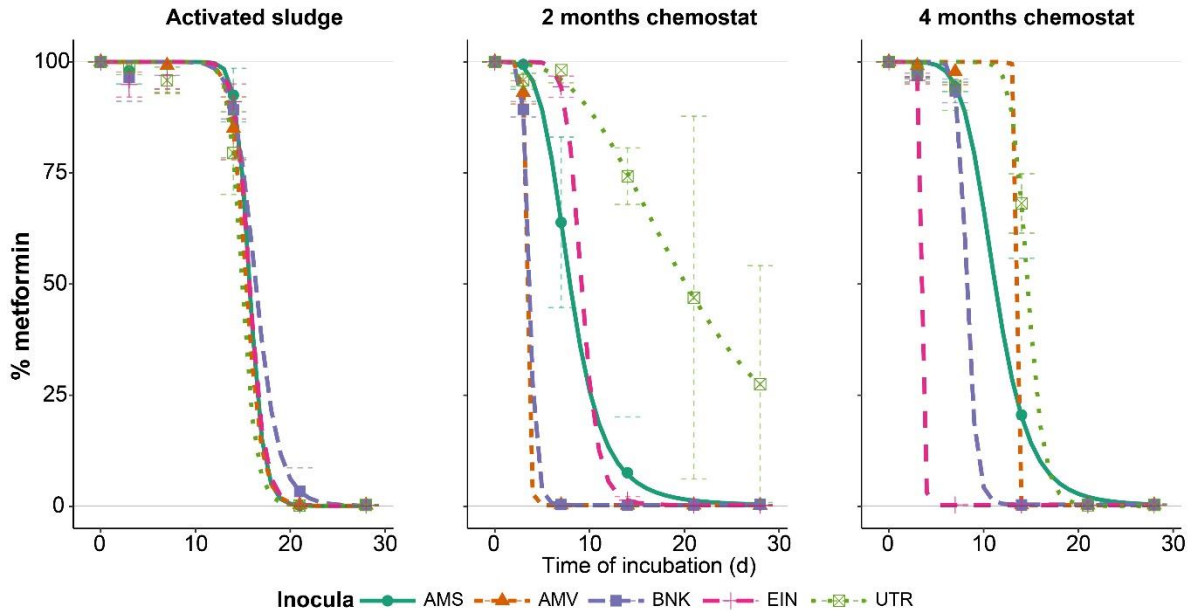 Activated sludge 2 months chemostat 4 months chemostat
% metformin
100
75
50
25
0
0 10 20 30 0 10 20 30 0 10 20 30
Time of incubation (d)
Inocula AMS AMV BNK EIN UTR